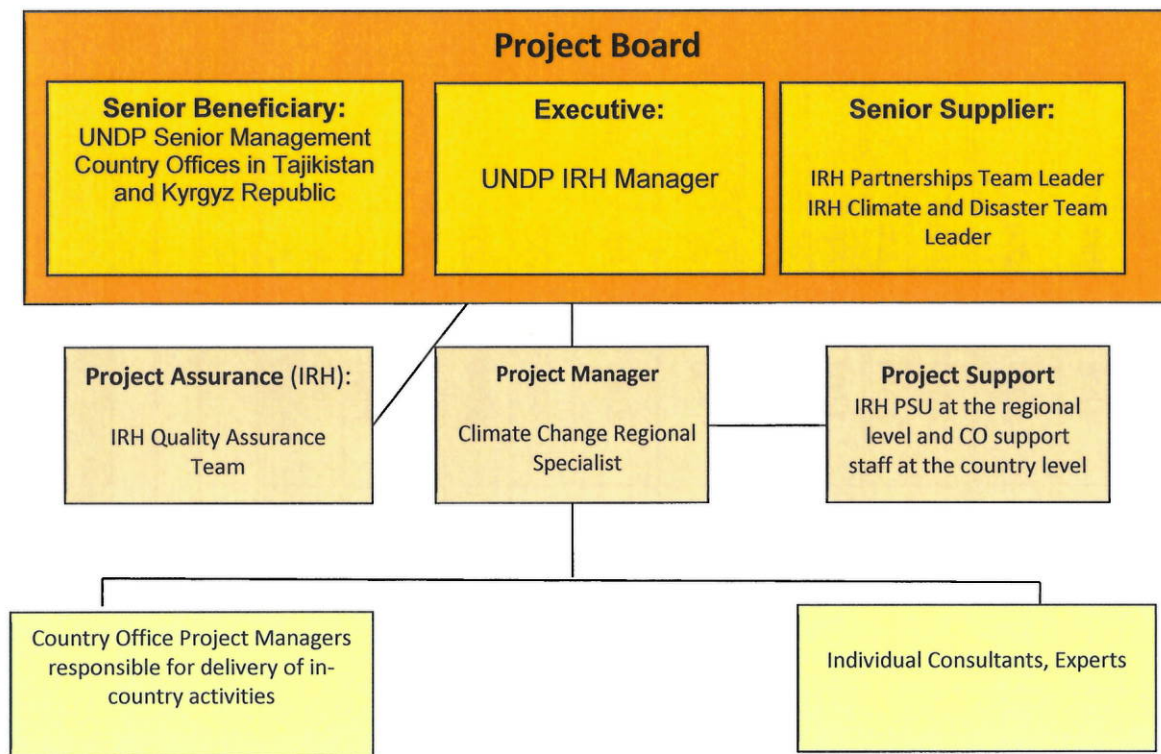 Project Board
Senior Beneficiary:
UNDP Senior Management
Country Offices in Tajikistan
and Kyrgyz Republic
Executive:
UNDP IRH Manager
Senior Supplier:
IRH Partnerships Team Leader
IRH Climate and Disaster Team
Leader
Project Assurance (IRH):
IRH Quality Assurance
Team
Project Manager
Climate Change Regional
Specialist
Project Support
IRH PSU at the regional
level and CO support
staff at the country level
Country Office Project Managers
responsible for delivery of in-
country activities
Individual Consultants, Experts